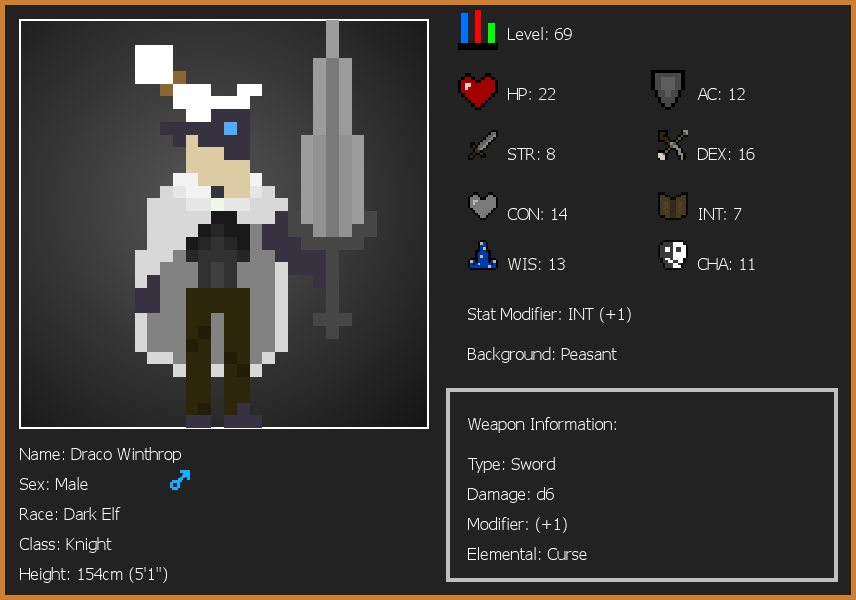 Level: 69
HP: 22
AC: 12
STR: 8
DEX: 16
CON: 14
INT: 7
WIS: 13
CHA: 11
Stat Modifier: INT (+1)
Background: Peasant
Weapon Information:
Type: Sword
Damage: d6
Modifier: (+1)
Elemental: Curse
Name: Draco Winthrop
Sex: Male
Race: Dark Elf
Class: Knight
Height: 154cm (5'1")